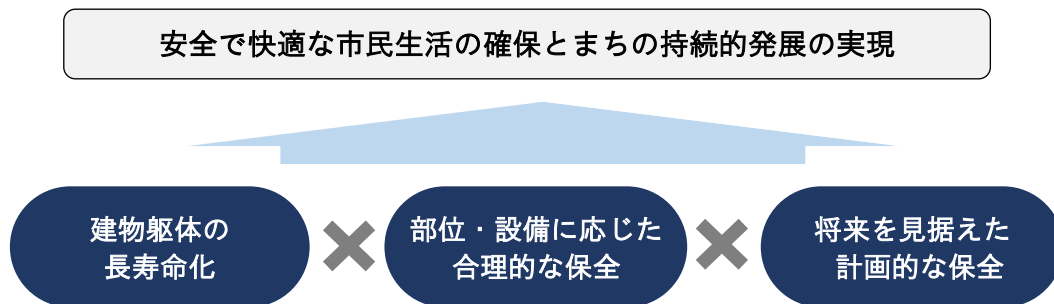 安全で快適な市民生活の確保とまちの持続的発展の実現
建物躯体の
長寿命化
部位・設備に応じた
合理的な保全
将来を見据えた
計画的な保全